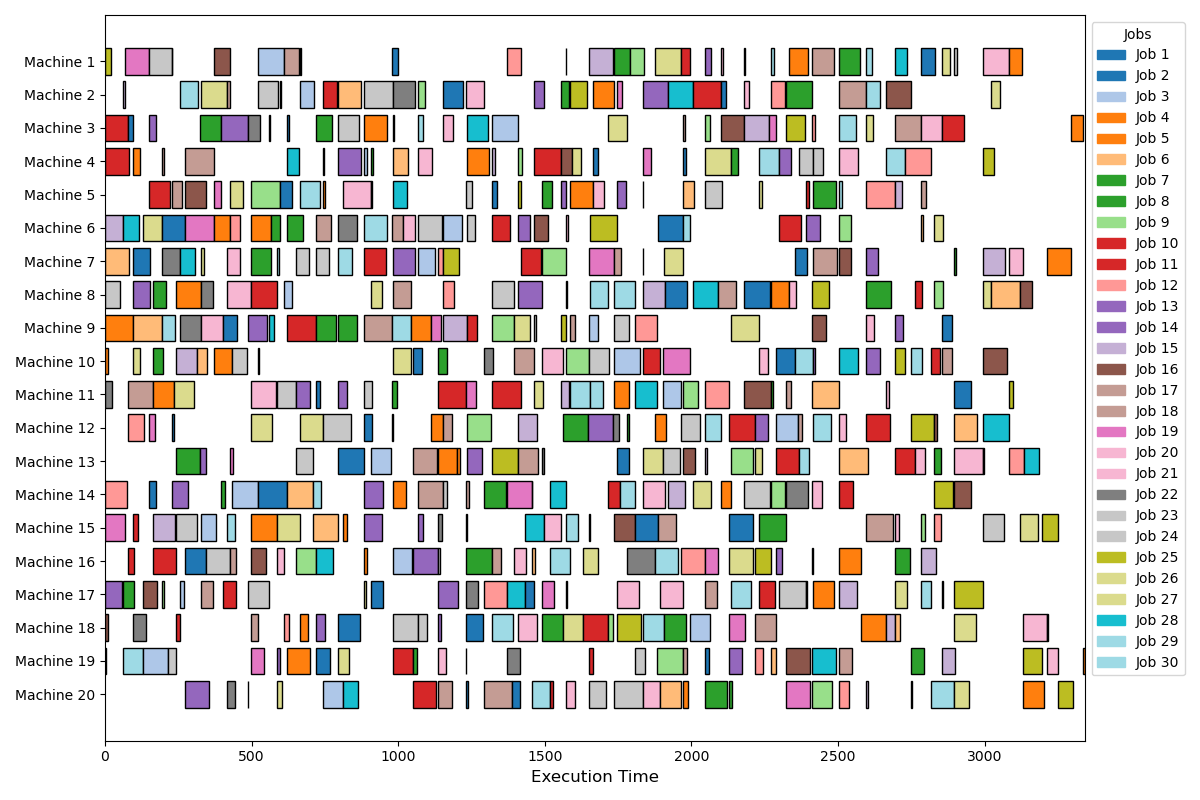 Machine 1
Machine 2
Machine 3
Machine 4
Machine 5
Machine 6
Machine 7
Machine 8
Machine 9
Machine 10
Machine 11
Machine 12
Machine 13
Machine 14
Machine 15
Machine 16
Machine 17
Machine 18
Machine 19
Machine 20
0 500 1000 1500 2000 2500 3000
Execution Time
Jobs
Job 1
Job 2
Job 3
Job 4
Job 5
Job 6
Job 7
Job 8
Job 9
Job 10
Job 11
Job 12
Job 13
Job 14
Job 15
Job 16
Job 17
Job 18
Job 19
Job 20
Job 21
Job 22
Job 23
Job 24
Job 25
Job 26
Job 27
Job 28
Job 29
Job 30